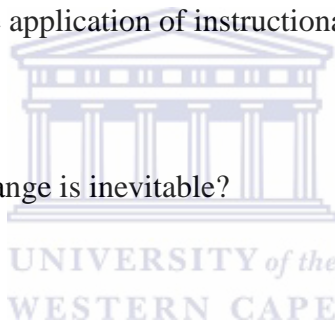 application of instructiona
ange is inevitable?
UNIVERSITY of the
WESTERN CAPE